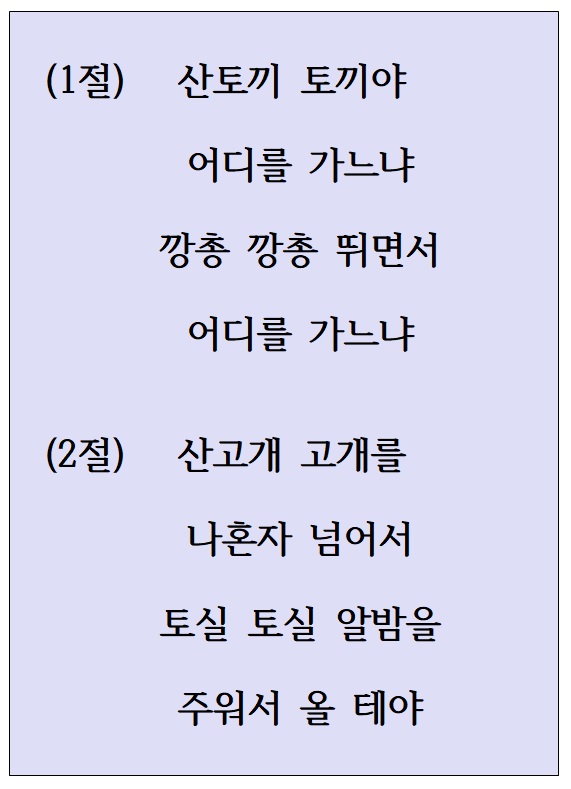 (1절) 산토끼 토끼야
어디를 가느냐
깡총 깡총 뛰면서
어디를 가느냐
(2절) 산고개 고개를
나혼자 넘어서
토실 토실 알밤을
주워서 올 테야